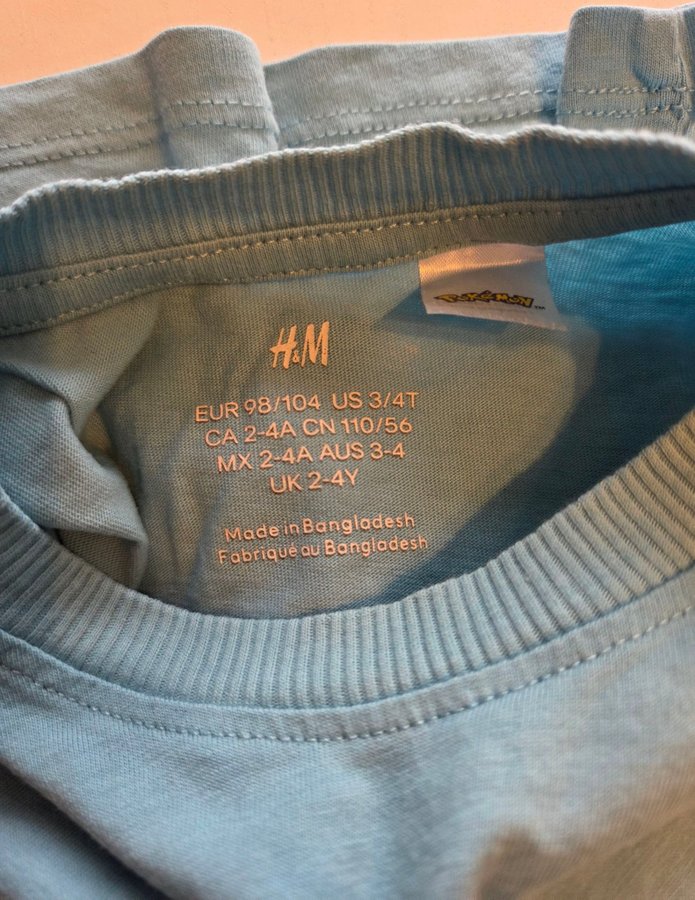 POKÉMON™
H&M
EUR 98/104 US 3/4T
CA 2-4A CN 110/56
MX 2-4A AUS 3-4
UK 2-4Y
Made in Bangladesh
Fabriqué au Bangladesh